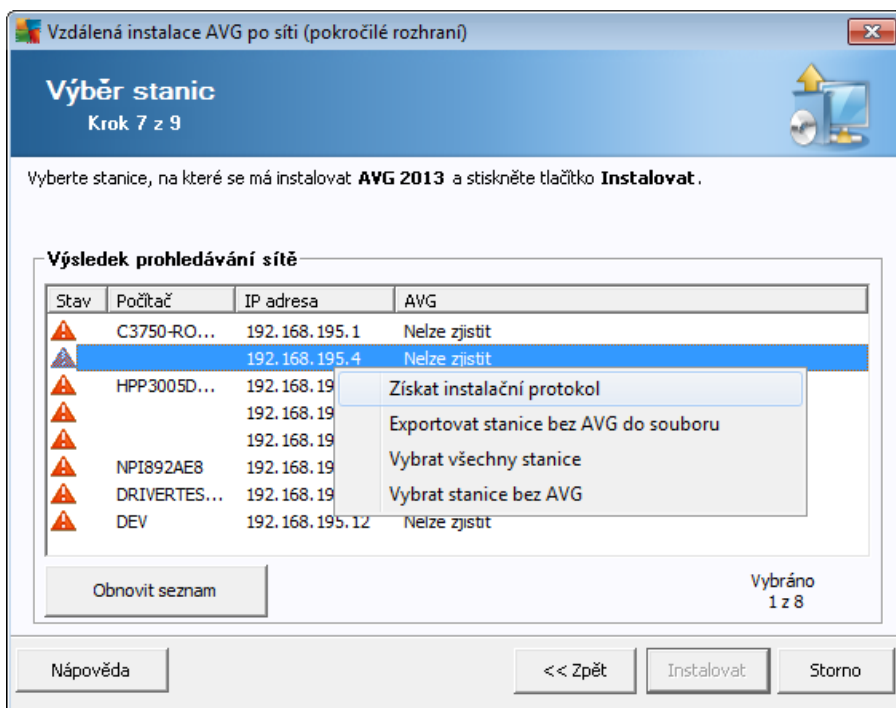 Vzdálená instalace AVG po síti (pokročilé rozhraní)
Výběr stanic
Krok 7 z 9
Vyberte stanice, na které se má instalovat AVG 2013 a stiskněte tlačítko Instalovat.
Výsledek prohledávání sítě
Stav Počítač IP adresa AVG
C3750-RO... 192.168.195.1 Nelze zjistit
192.168.195.4 Nelze zjistit
HPP3005D... 192.168.19
192.168.19
192.168.19
NPI892AE8 192.168.19
DRIVERTES... 192.168.19
DEV 192.168.195.12 Nelze zjistit
Získat instalační protokol
Exportovat stanice bez AVG do souboru
Vybrat všechny stanice
Vybrat stanice bez AVG
Obnovit seznam
Vybráno
1 z 8
Nápověda << Zpět Instalovat Storno